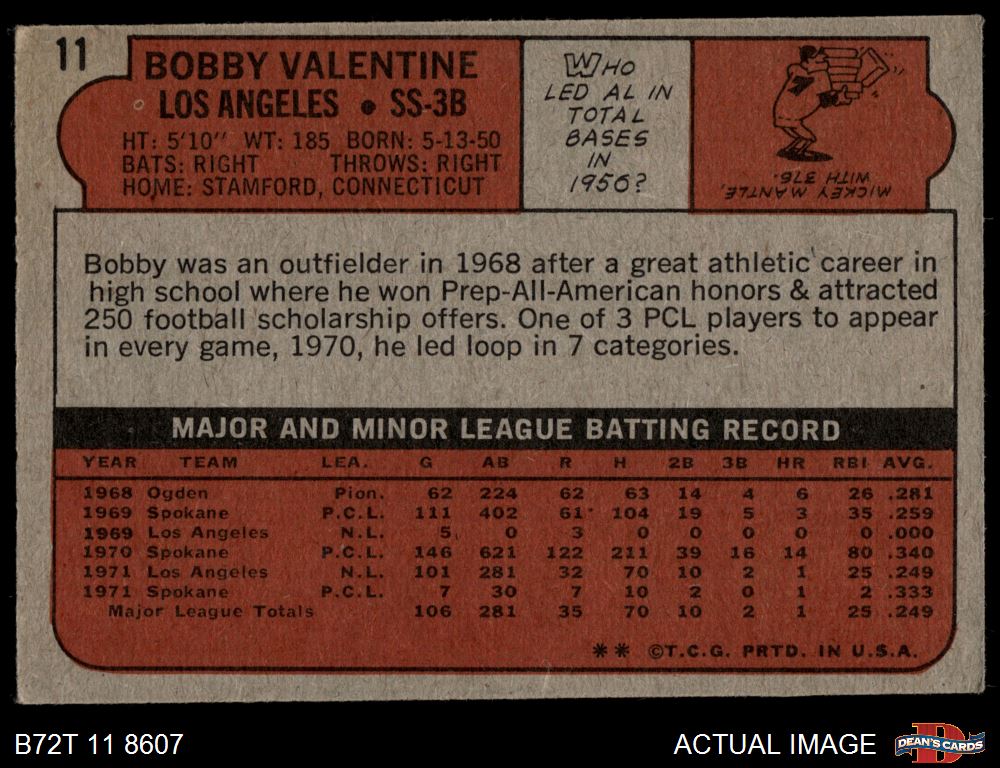 11
BOBBY VALENTINE
LOS ANGELES • SS-3B
HT: 5'10" WT: 185 BORN: 5-13-50
BATS: RIGHT THROWS: RIGHT
HOME: STAMFORD, CONNECTICUT
WHO
LED AL IN
TOTAL
BASES
IN
1956?
MICKEY MANTLE,
WITH 376.
Bobby was an outfielder in 1968 after a great athletic career in
high school where he won Prep-All-American honors & attracted
250 football scholarship offers. One of 3 PCL players to appear
in every game, 1970, he led loop in 7 categories.
MAJOR AND MINOR LEAGUE BATTING RECORD
YEAR TEAM LEA. G AB R H 2B 3B HR RBI AVG.
1968 Ogden Pion. 62 224 62 63 14 4 6 26 .281
1969 Spokane P.C.L. 111 402 61 104 19 5 3 35 .259
1969 Los Angeles N.L. 5 0 3 0 0 0 0 0 .000
1970 Spokane P.C.L. 146 621 122 211 39 16 14 80 .340
1971 Los Angeles N.L. 101 281 32 70 10 2 1 25 .249
1971 Spokane P.C.L. 7 30 7 10 2 0 1 2 .333
Major League Totals 106 281 35 70 10 2 1 25 .249
** ©T.C.G. PRTD. IN U.S.A.
B72T 11 8607
ACTUAL IMAGE
D
DEAN'S CARDS